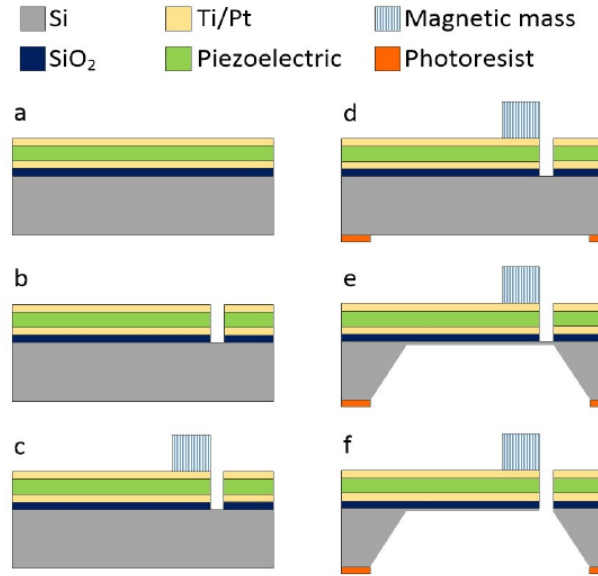 Si Ti/Pt Magnetic mass
SiO₂ Piezoelectric Photoresist
a d
b e
c f